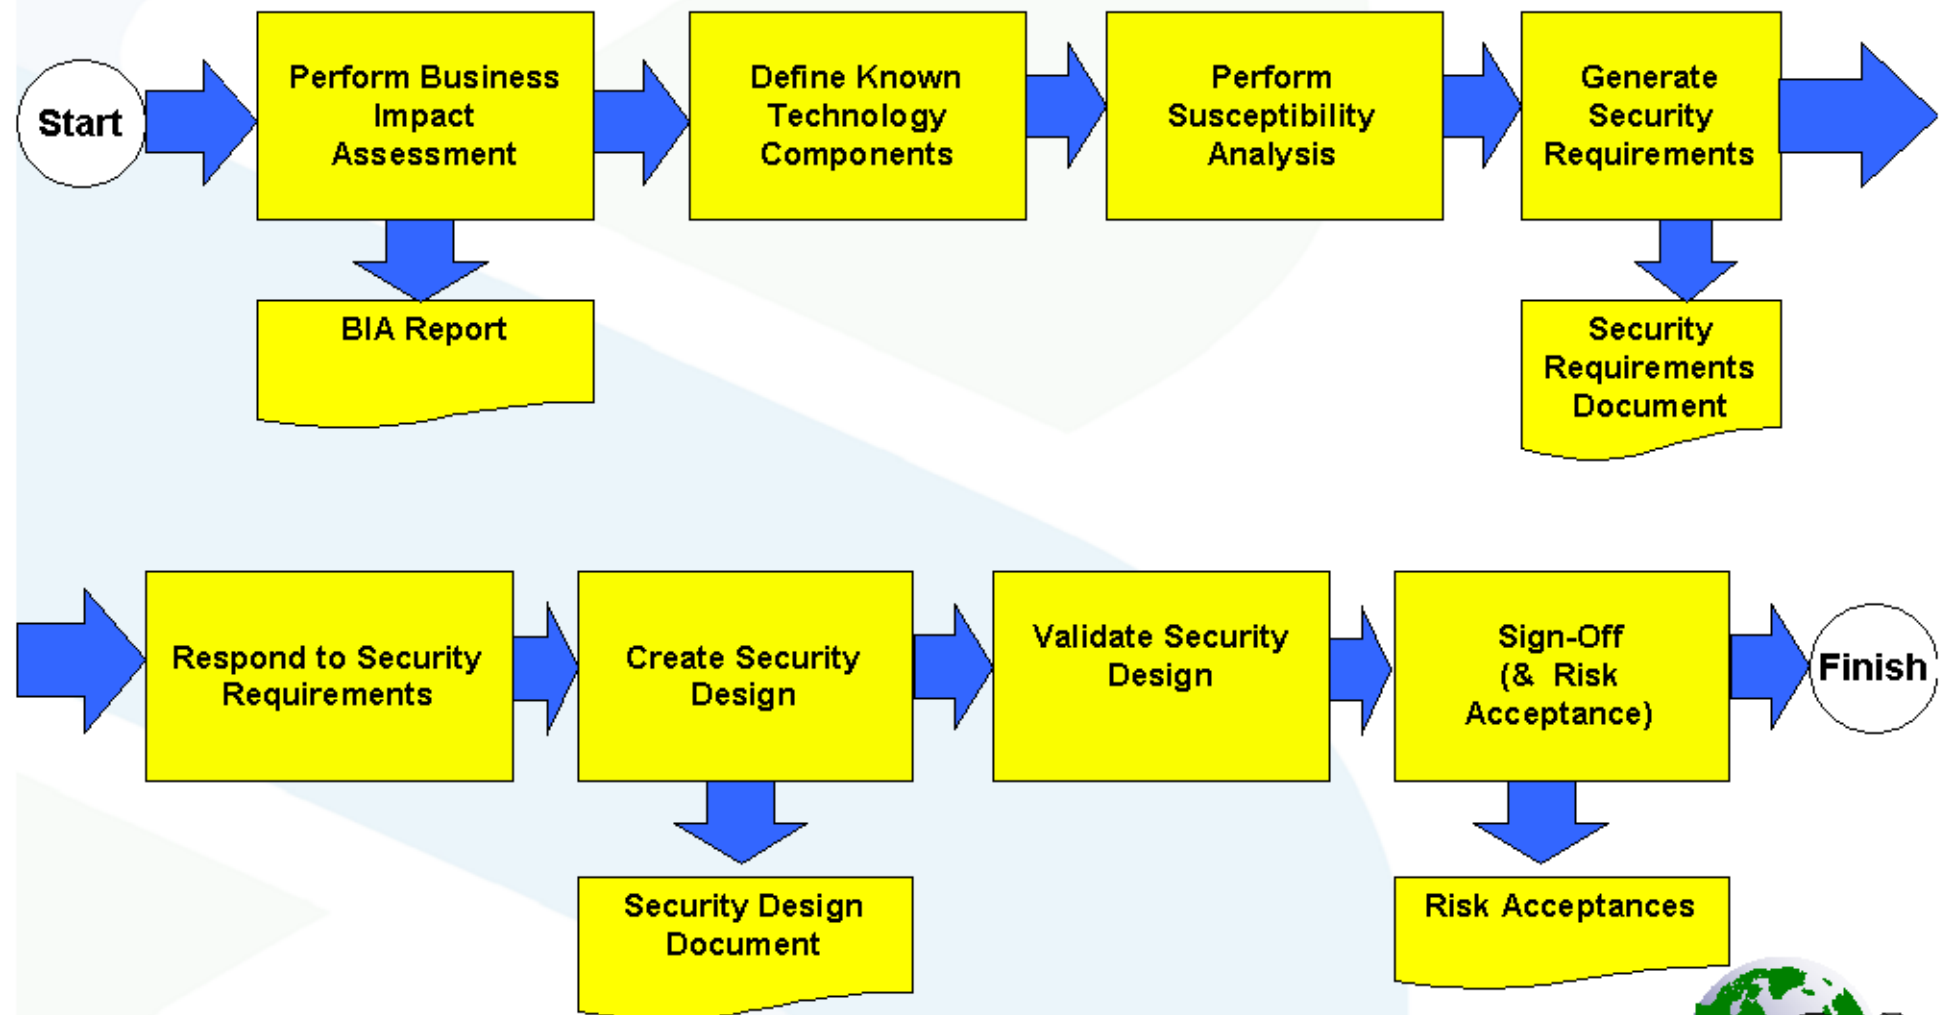 Start
Perform Business
Impact
Assessment
Define Known
Technology
Components
Perform
Susceptibility
Analysis
Generate
Security
Requirements
BIA Report
Security
Requirements
Document
Respond to Security
Requirements
Create Security
Design
Validate Security
Design
Sign-Off
(& Risk
Acceptance)
Finish
Security Design
Document
Risk Acceptances